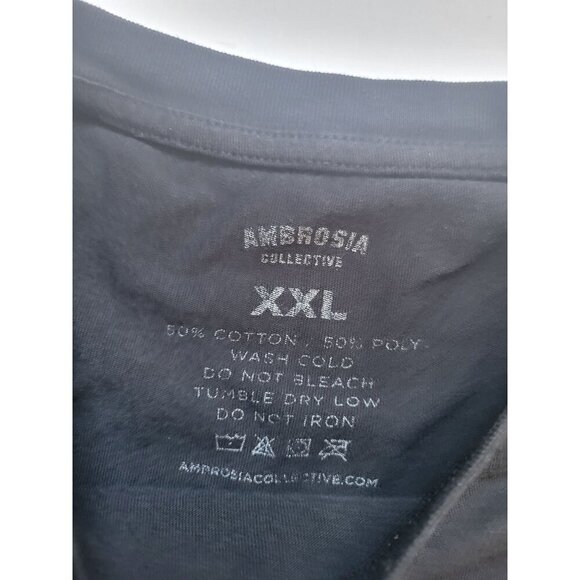 AMBROSIA
COLLECTIVE
XXL
50% COTTON / 50% POLY
WASH COLD
DO NOT BLEACH
TUMBLE DRY LOW
DO NOT IRON
AMBROSIACOLLECTIVE.COM